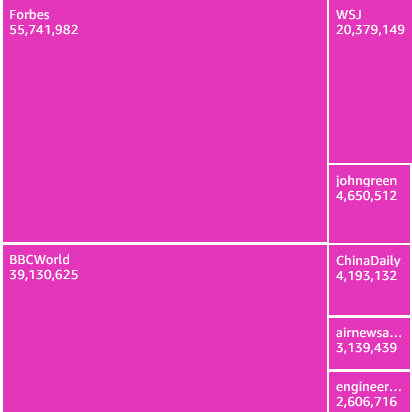 Forbes
55,741,982
WSJ
20,379,149
johngreen
4,650,512
BBCWorld
39,130,625
ChinaDaily
4,193,132
airnewsa...
3,139,439
engineer...
2,606,716